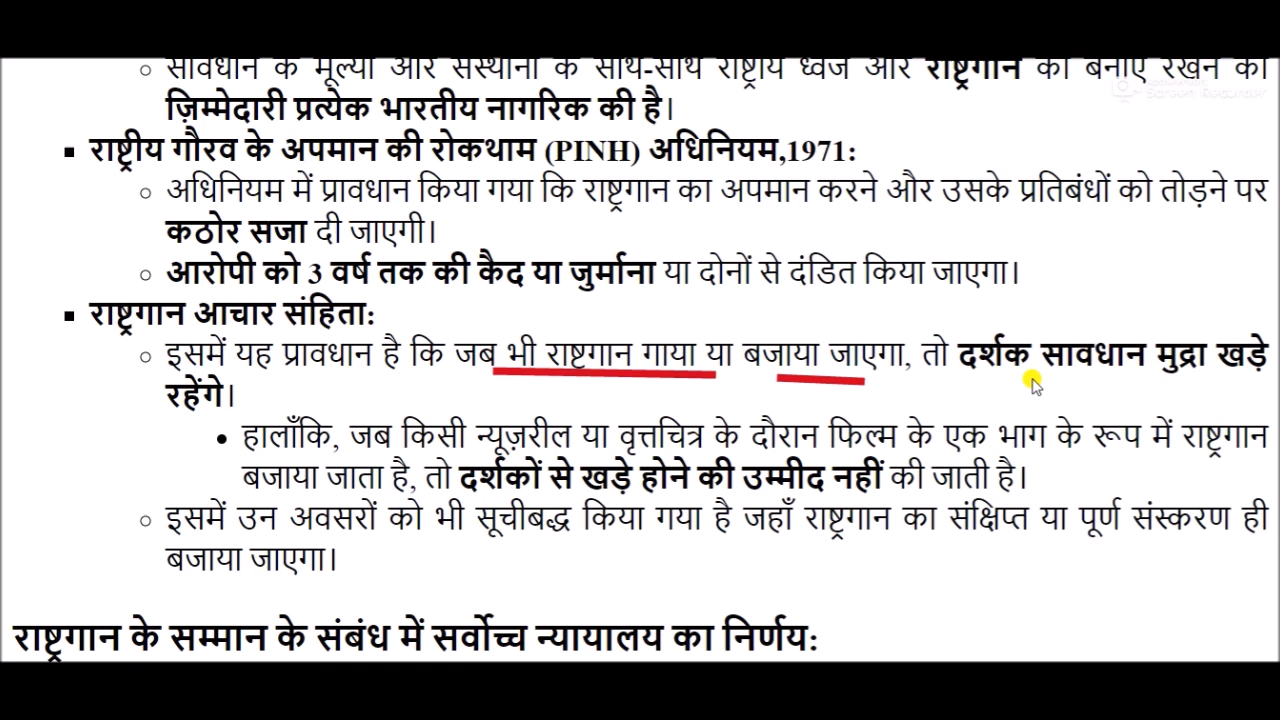 संविधान के मूल्यों और संस्थानों के साथ-साथ राष्ट्रीय ध्वज और राष्ट्रगान को बनाए रखने की
ज़िम्मेदारी प्रत्येक भारतीय नागरिक की है।
राष्ट्रीय गौरव के अपमान की रोकथाम (PINH) अधिनियम,1971:
अधिनियम में प्रावधान किया गया कि राष्ट्रगान का अपमान करने और उसके प्रतिबंधों को तोड़ने पर
कठोर सजा दी जाएगी।
आरोपी को 3 वर्ष तक की कैद या जुर्माना या दोनों से दंडित किया जाएगा।
राष्ट्रगान आचार संहिता:
इसमें यह प्रावधान है कि जब भी राष्टगान गाया या बजाया जाएगा, तो दर्शक सावधान मुद्रा खड़े
रहेंगे।
हालाँकि, जब किसी न्यूज़रील या वृत्तचित्र के दौरान फिल्म के एक भाग के रूप में राष्ट्रगान
बजाया जाता है, तो दर्शकों से खड़े होने की उम्मीद नहीं की जाती है।
इसमें उन अवसरों को भी सूचीबद्ध किया गया है जहाँ राष्ट्रगान का संक्षिप्त या पूर्ण संस्करण ही
बजाया जाएगा।
राष्ट्रगान के सम्मान के संबंध में सर्वोच्च न्यायालय का निर्णय:
Screen Recorder